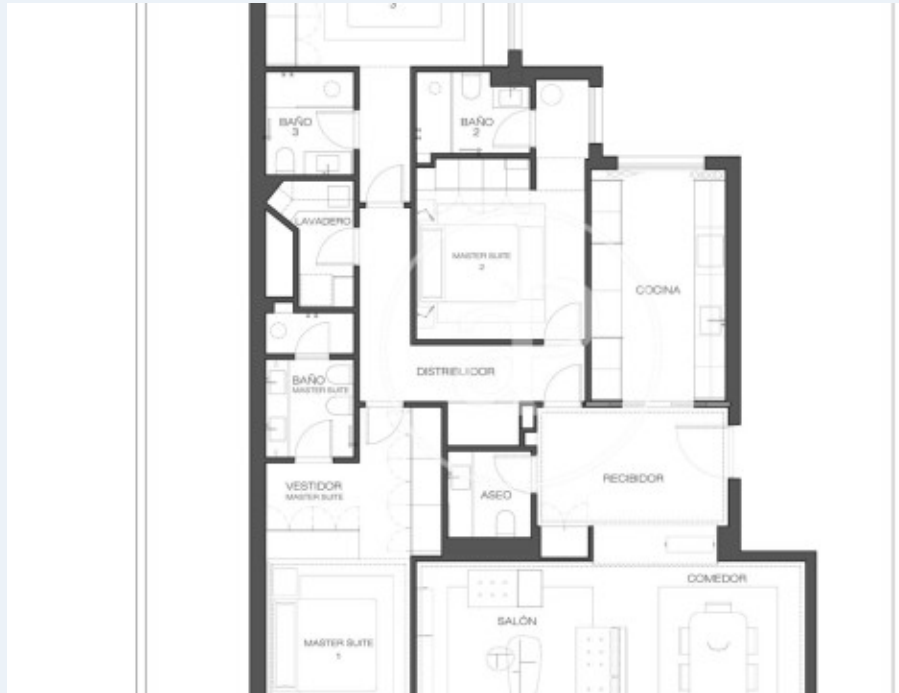 3
BAÑO
3
BAÑO
2
LAVADERO
MASTER SUITE
2
COCINA
DISTRIBUIDOR
BAÑO
MASTER SUITE
VESTIDOR
MASTER SUITE
ASEO
RECIBIDOR
COMEDOR
SALÓN
MASTER SUITE
1